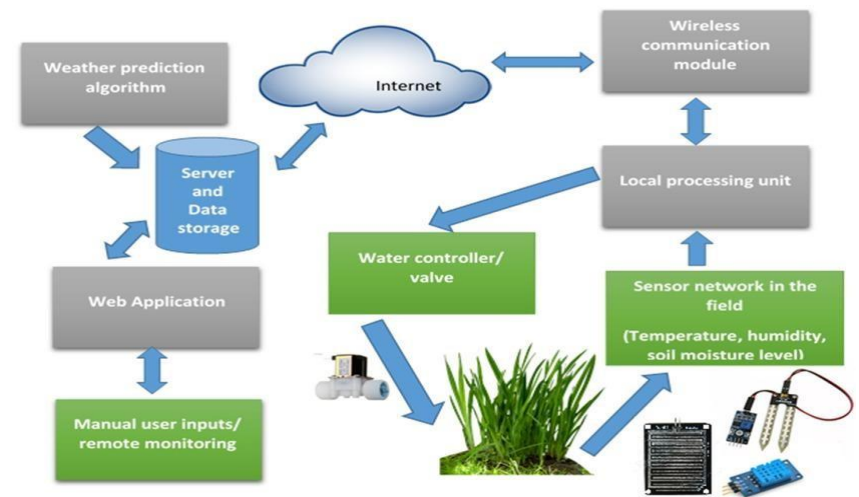 Weather prediction
algorithm
Internet
Wireless
communication
module
Server
and
Data
storage
Local processing unit
Water controller/
valve
Web Application
Sensor network in the
field
(Temperature, humidity,
soil moisture level)
Manual user inputs/
remote monitoring